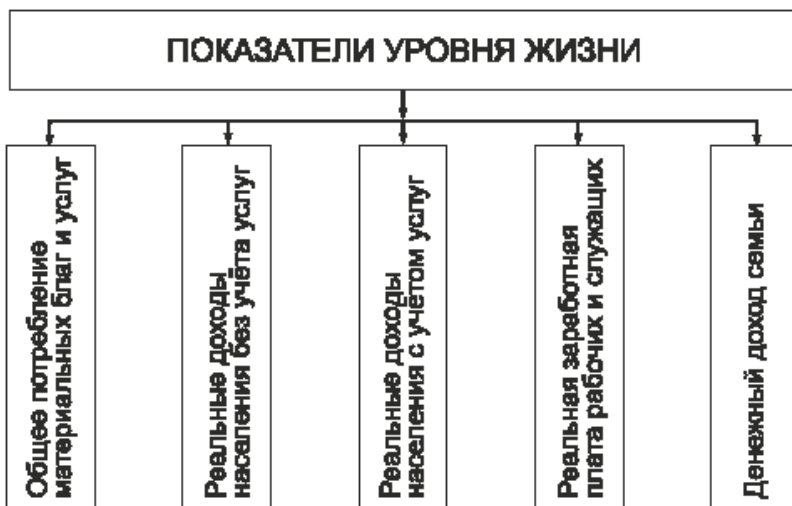 ПОКАЗАТЕЛИ УРОВНЯ ЖИЗНИ
Общее потребление
материальных благ и услуг
Реальные доходы
населения без учёта услуг
Реальные доходы
населения с учётом услуг
Реальная заработная
плата рабочих и служащих
Денежный доход семьи